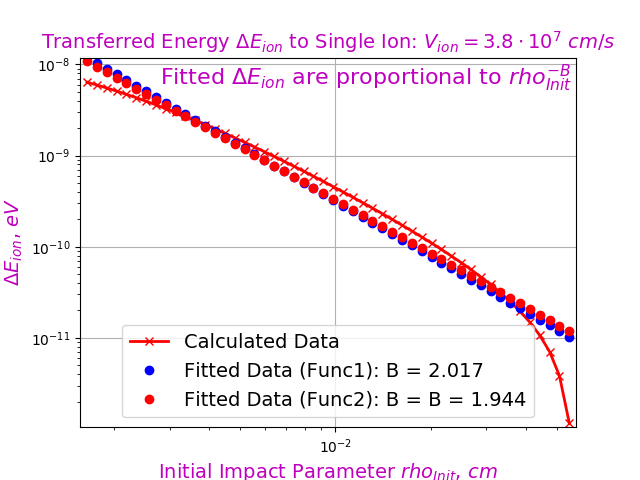 Transferred Energy ΔE_ion to Single Ion: V_ion = 3.8 · 10^7 cm/s
Fitted ΔE_ion are proportional to rho_Init^−B
10^−8
10^−9
10^−10
10^−11
ΔE_ion, eV
Calculated Data
Fitted Data (Func1): B = 2.017
Fitted Data (Func2): B = B = 1.944
10^−2
Initial Impact Parameter rho_Init, cm